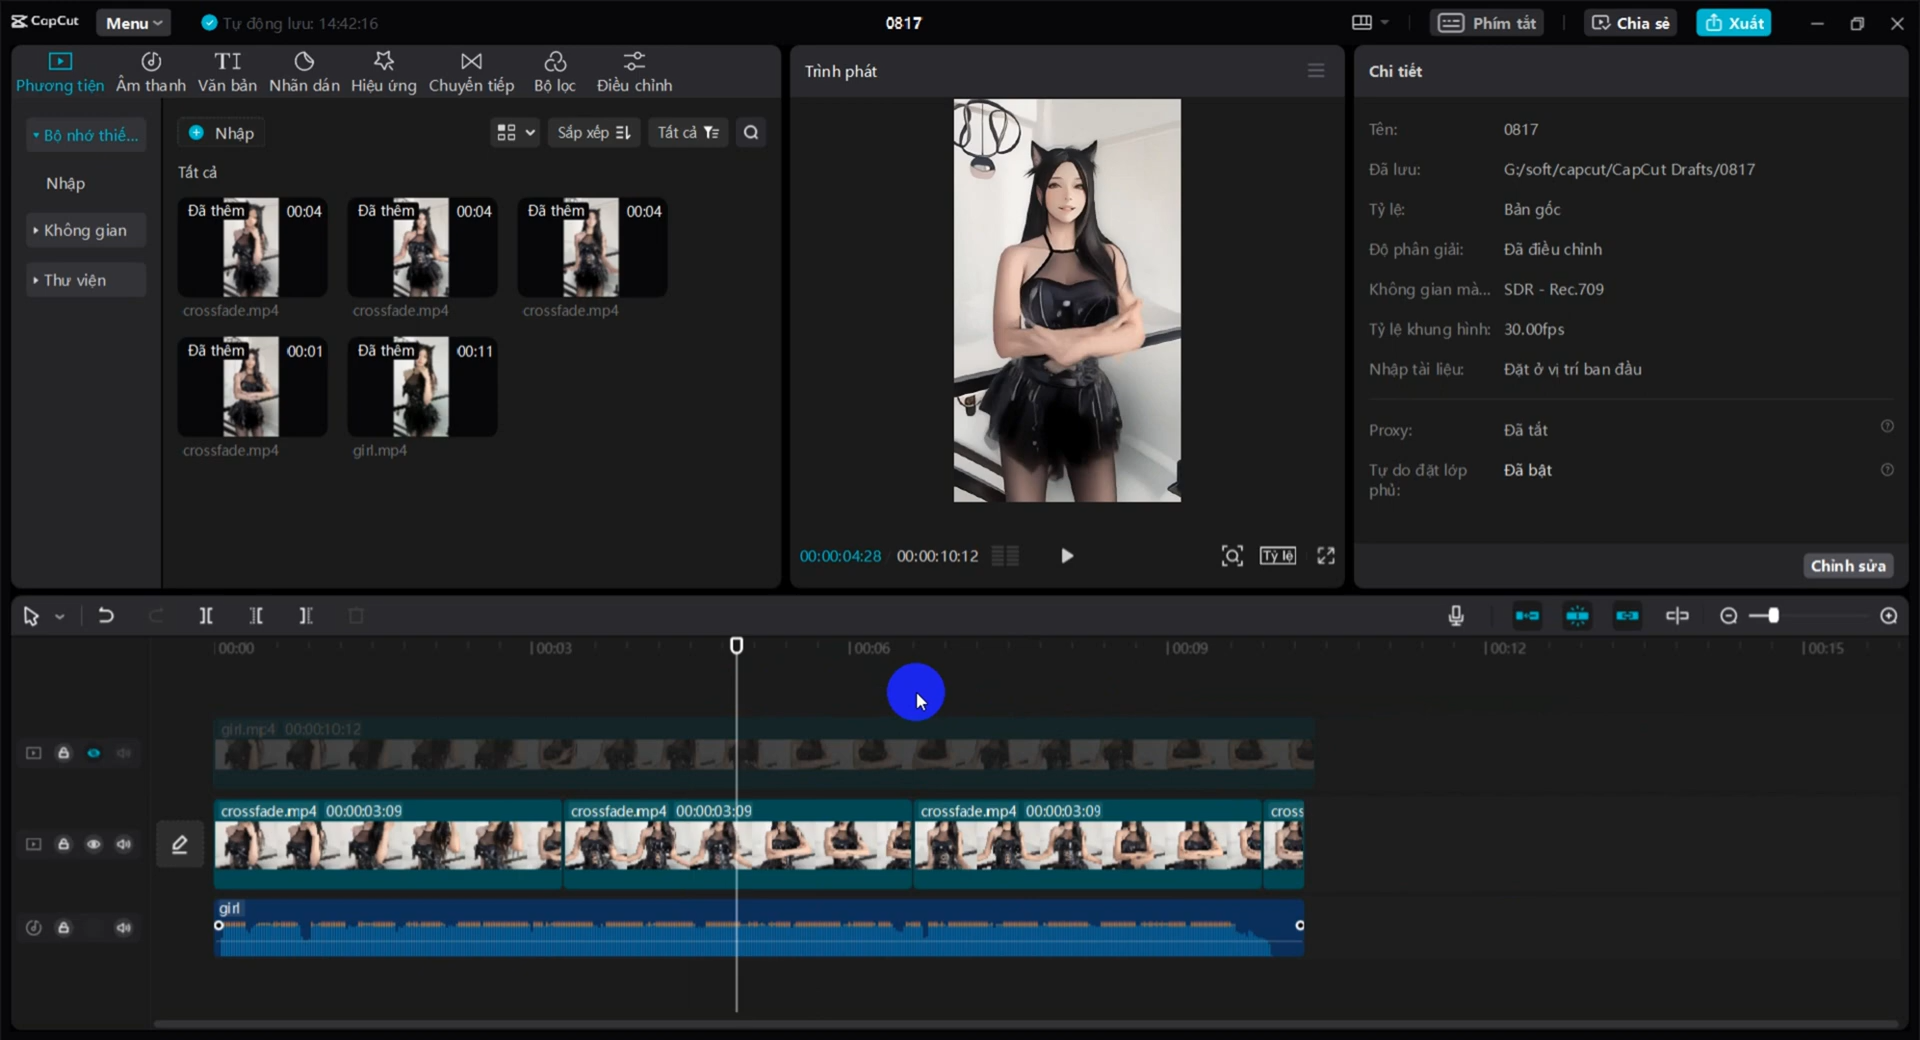 CapCut
Menu
Tự động lưu: 14:42:16
0817
Phím tắt
Chia sẻ
Xuất
Phương tiện
Âm thanh
Văn bản
Nhãn dán
Hiệu ứng
Chuyển tiếp
Bộ lọc
Điều chỉnh
Bộ nhớ thiế...
Nhập
Không gian
Thư viện
Nhập
Sắp xếp
Tất cả
Tất cả
Đã thêm 00:04
crossfade.mp4
Đã thêm 00:04
crossfade.mp4
Đã thêm 00:04
crossfade.mp4
Đã thêm 00:01
crossfade.mp4
Đã thêm 00:11
girl.mp4
Trình phát
00:00:04:28 00:00:10:12
Tỷ lệ
Chi tiết
Tên: 0817
Đã lưu: G:/soft/capcut/CapCut Drafts/0817
Tỷ lệ: Bản gốc
Độ phân giải: Đã điều chỉnh
Không gian mà... SDR - Rec.709
Tỷ lệ khung hình: 30.00fps
Nhập tài liệu: Đặt ở vị trí ban đầu
Proxy: Đã tắt
Tự do đặt lớp phủ: Đã bật
Chỉnh sửa
00:00 00:03 00:06 00:09 00:12 00:15
girl.mp4 00:00:10:12
crossfade.mp4 00:00:03:09
crossfade.mp4 00:00:03:09
crossfade.mp4 00:00:03:09
cross
girl